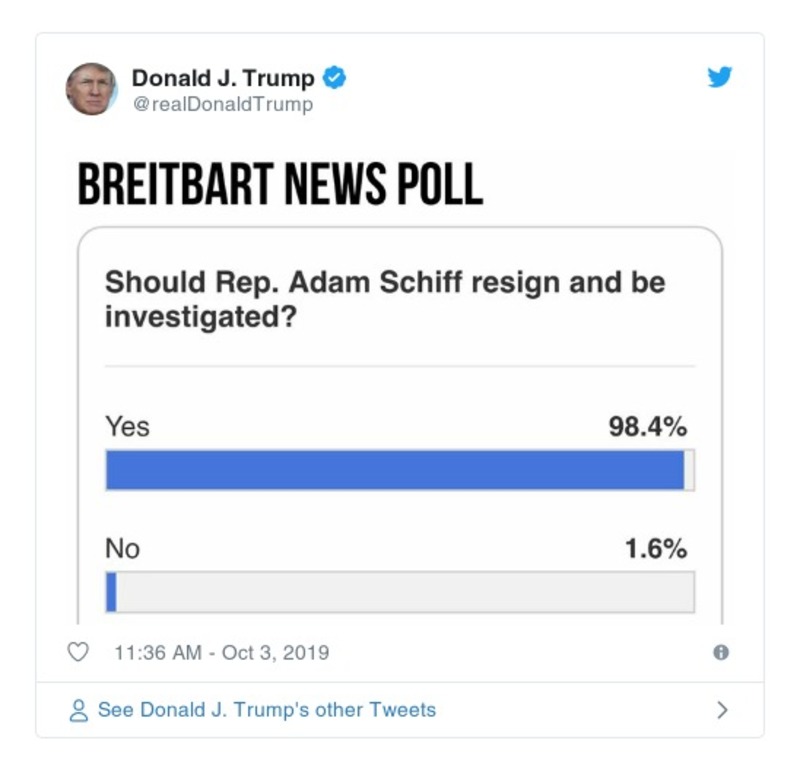 Donald J. Trump
@realDonaldTrump
BREITBART NEWS POLL
Should Rep. Adam Schiff resign and be
investigated?
Yes 98.4%
No 1.6%
11:36 AM - Oct 3, 2019
See Donald J. Trump's other Tweets